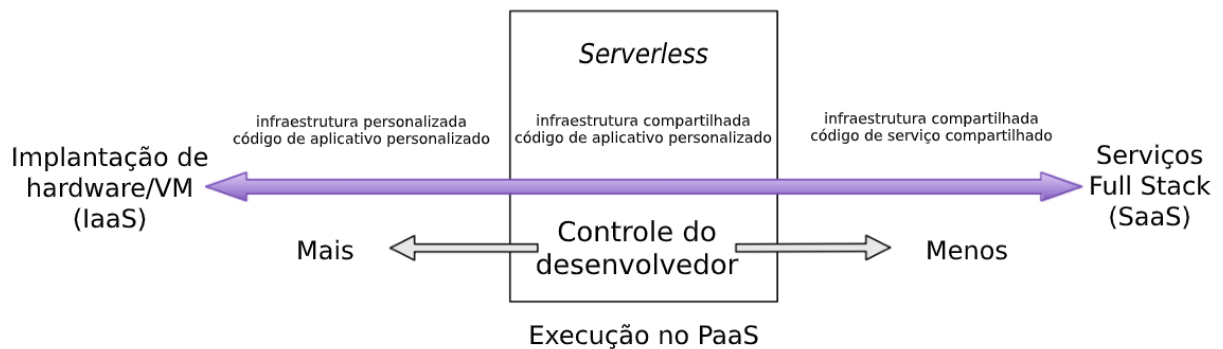 Serverless
infraestrutura personalizada
código de aplicativo personalizado
infraestrutura compartilhada
código de aplicativo personalizado
infraestrutura compartilhada
código de serviço compartilhado
Implantação de
hardware/VM
(IaaS)
Serviços
Full Stack
(SaaS)
Mais
Controle do
desenvolvedor
Menos
Execução no PaaS